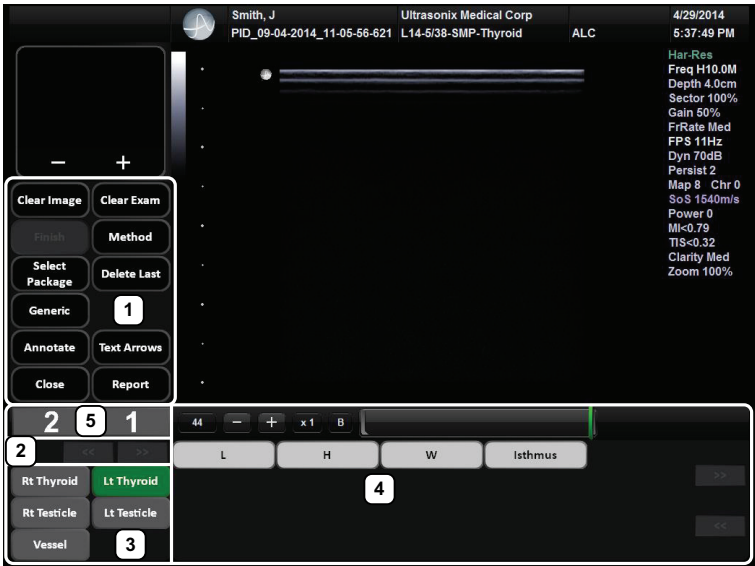 Smith, J Ultrasonix Medical Corp 4/29/2014
PID_09-04-2014_11-05-56-621 L14-5/38-SMP-Thyroid ALC 5:37:49 PM
Har-Res
Freq H10.0M
Depth 4.0cm
Sector 100%
Gain 50%
FrRate Med
FPS 11Hz
Dyn 70dB
Persist 2
Map 8 Chr 0
SoS 1540m/s
Power 0
MI<0.79
TIS<0.32
Clarity Med
Zoom 100%
− +
Clear Image Clear Exam
Finish Method
Select
Package Delete Last
Generic 1
Annotate Text Arrows
Close Report
2 5 1
44 − + x 1 B
2 << >>
L H W Isthmus
Rt Thyroid Lt Thyroid >>
4
Rt Testicle Lt Testicle
<<
Vessel 3